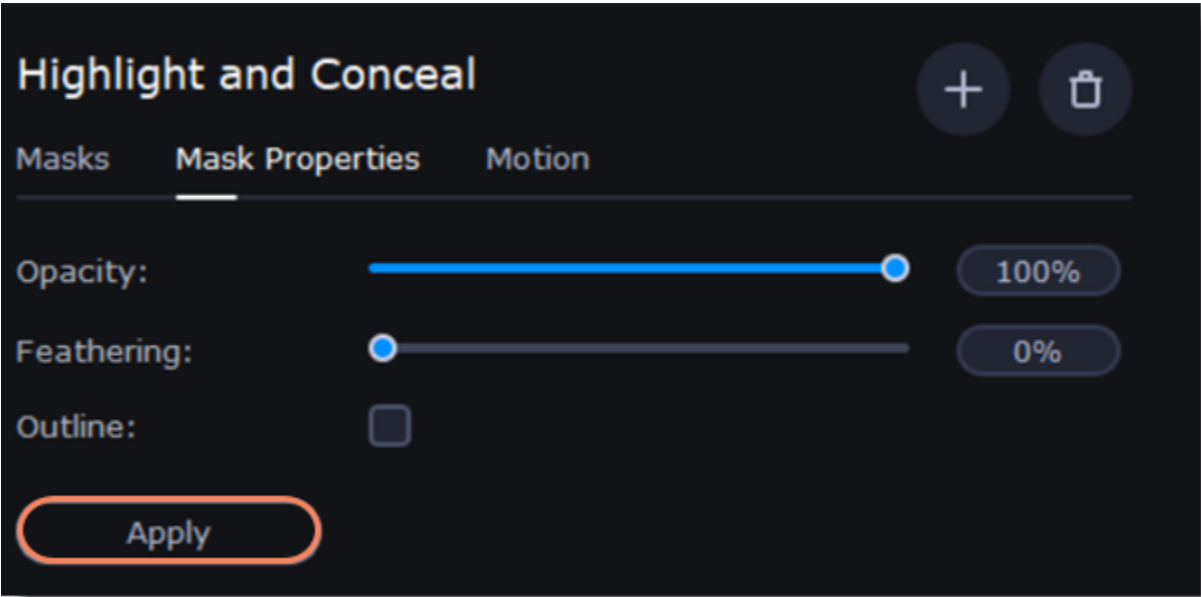 Highlight and Conceal
Masks Mask Properties Motion
Opacity: 100%
Feathering: 0%
Outline:
Apply